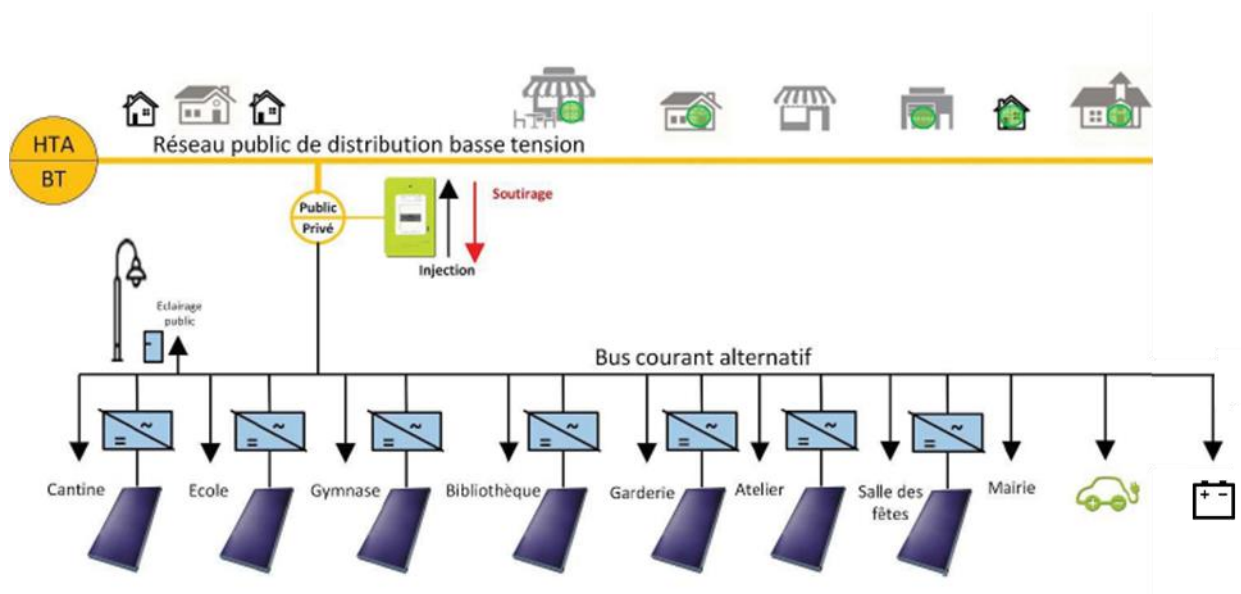 HTA
BT
Réseau public de distribution basse tension
Public
Privé
Soutirage
Injection
Eclairage
public
Bus courant alternatif
~
=
~
=
~
=
~
=
~
=
~
=
~
=
Cantine
Ecole
Gymnase
Bibliothèque
Garderie
Atelier
Salle des
fêtes
Mairie
+ −
+ −